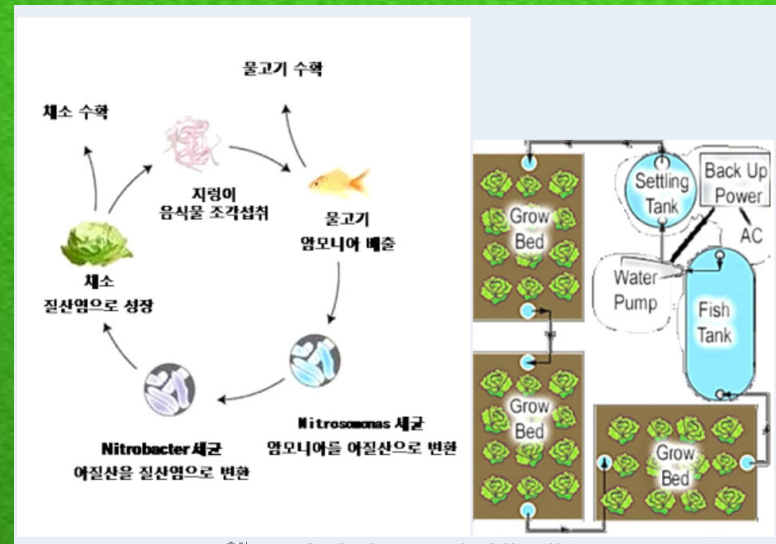 물고기 수확
채소 수확
지렁이
음식물 조각섭취
물고기
암모니아 배출
채소
질산염으로 성장
Nitrosomonas 세균
암모니아를 아질산으로 변환
Nitrobacter 세균
아질산을 질산염으로 변환
Grow
Bed
Settling
Tank
Back Up
Power
AC
Water
Pump
Fish
Tank
Grow
Bed
Grow
Bed